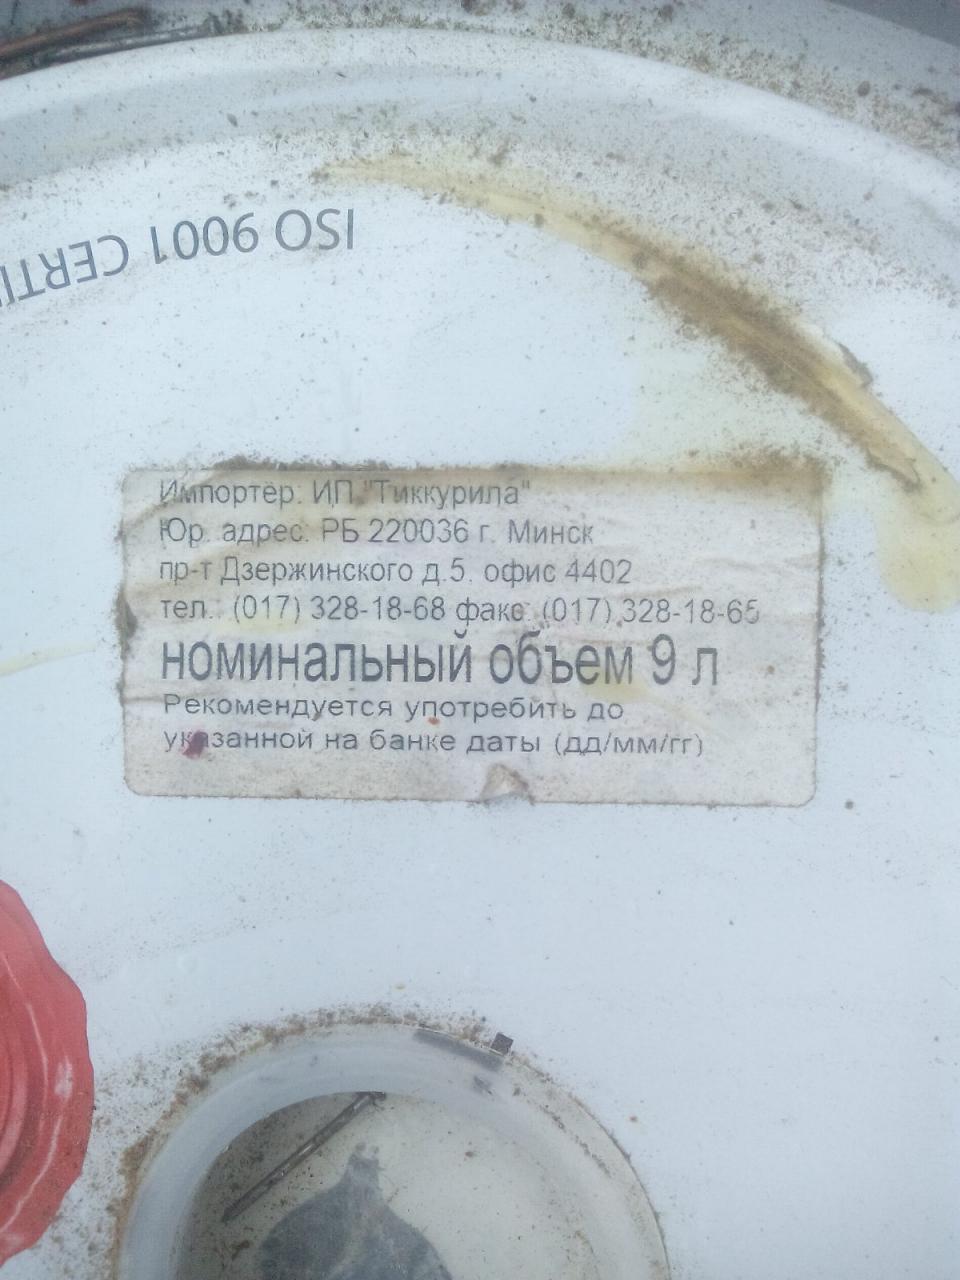 ISO 9001 CERTI
Импортер: ИП "Тиккурила"
Юр. адрес: РБ 220036 г. Минск
пр-т Дзержинского д.5, офис 4402
тел.: (017) 328-18-68 факс: (017) 328-18-65
номинальный объем 9 л
Рекомендуется употребить до
указанной на банке даты (дд/мм/гг)